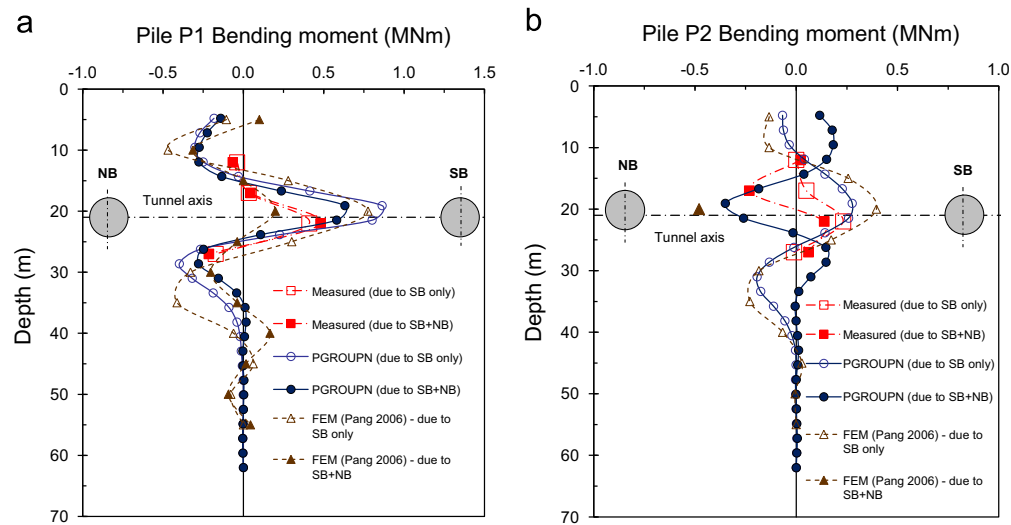 a
Pile P1 Bending moment (MNm)
-1.0 -0.5 0.0 0.5 1.0 1.5
0
10
20
30
40
50
60
70
Depth (m)
NB
SB
Tunnel axis
Measured (due to SB only)
Measured (due to SB+NB)
PGROUPN (due to SB only)
PGROUPN (due to SB+NB)
FEM (Pang 2006) - due to
SB only
FEM (Pang 2006) - due to
SB+NB
b
Pile P2 Bending moment (MNm)
-1.0 -0.5 0.0 0.5 1.0
0
10
20
30
40
50
60
70
Depth (m)
NB
SB
Tunnel axis
Measured (due to SB only)
Measured (due to SB+NB)
PGROUPN (due to SB only)
PGROUPN (due to SB+NB)
FEM (Pang 2006) - due to
SB only
FEM (Pang 2006) - due to
SB+NB